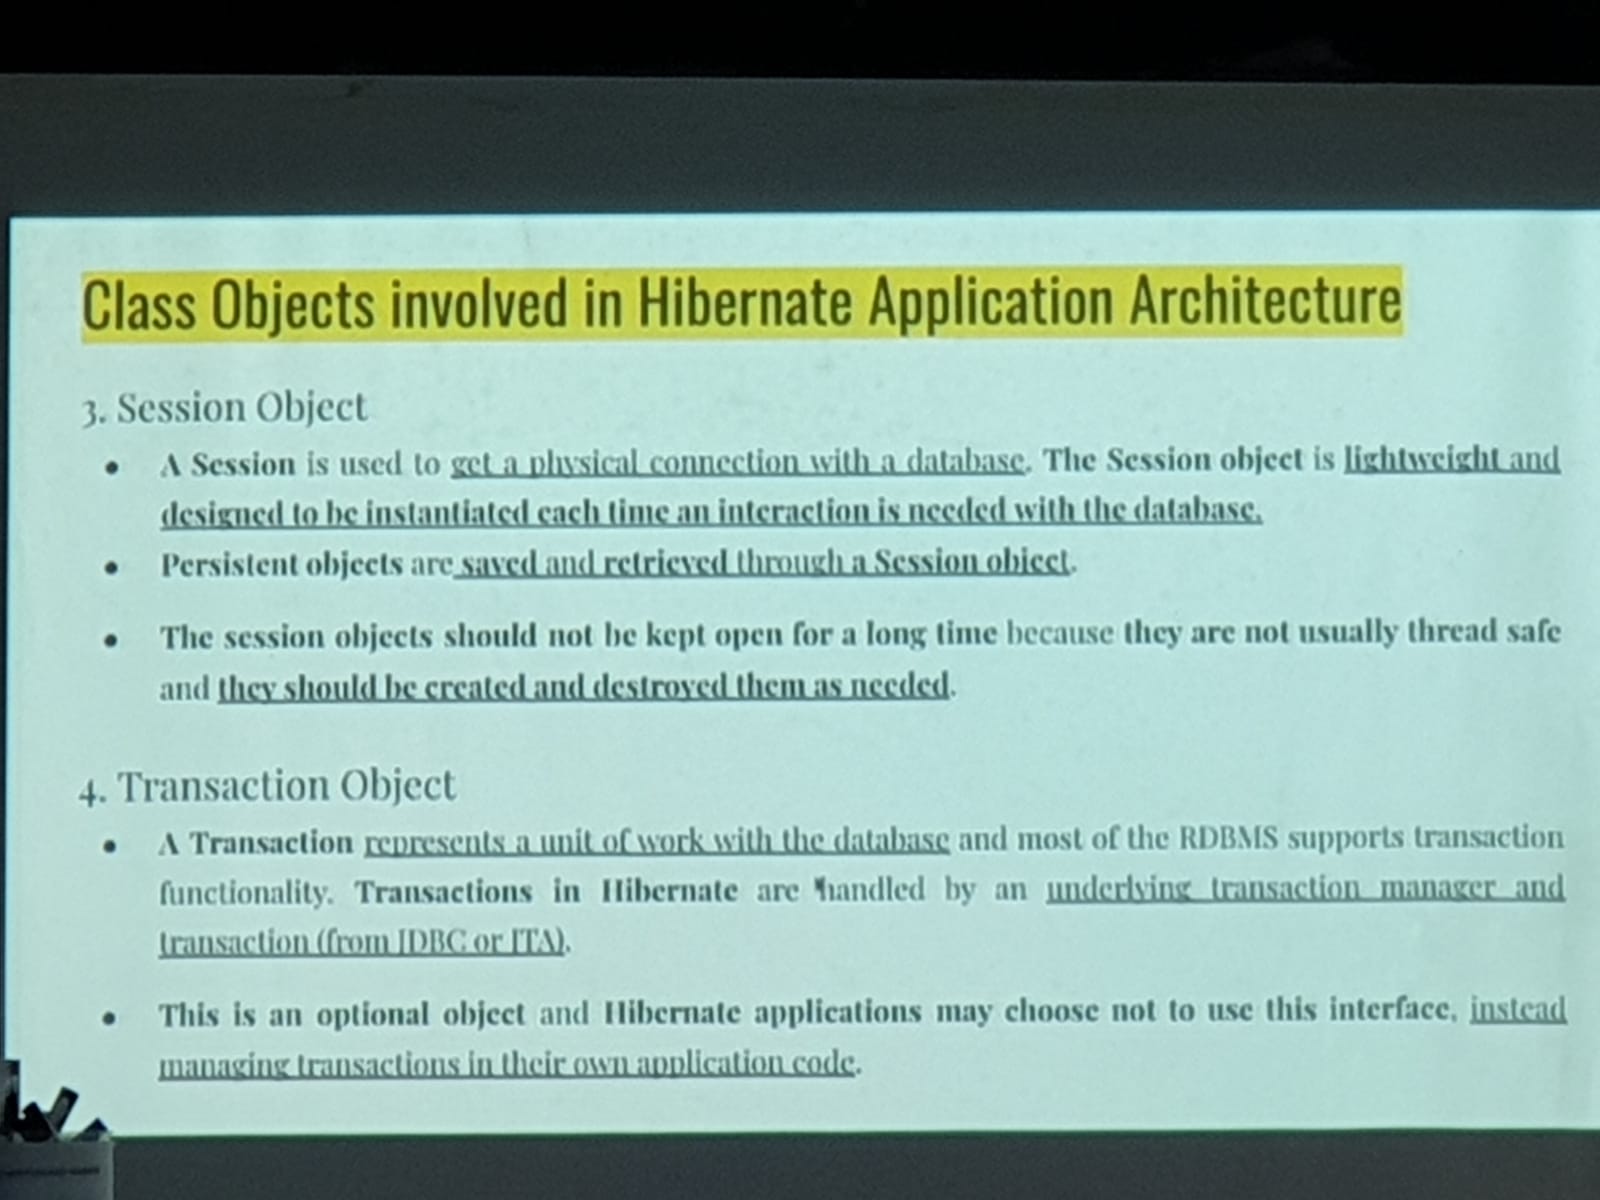 Class Objects involved in Hibernate Application Architecture
3. Session Object
● A Session is used to get a physical connection with a database. The Session object is lightweight and
designed to be instantiated each time an interaction is needed with the database.
● Persistent objects are saved and retrieved through a Session object.
● The session objects should not be kept open for a long time because they are not usually thread safe
and they should be created and destroyed them as needed.
4. Transaction Object
● A Transaction represents a unit of work with the database and most of the RDBMS supports transaction
functionality. Transactions in Hibernate are handled by an underlying transaction manager and
transaction (from JDBC or JTA).
● This is an optional object and Hibernate applications may choose not to use this interface, instead
managing transactions in their own application code.